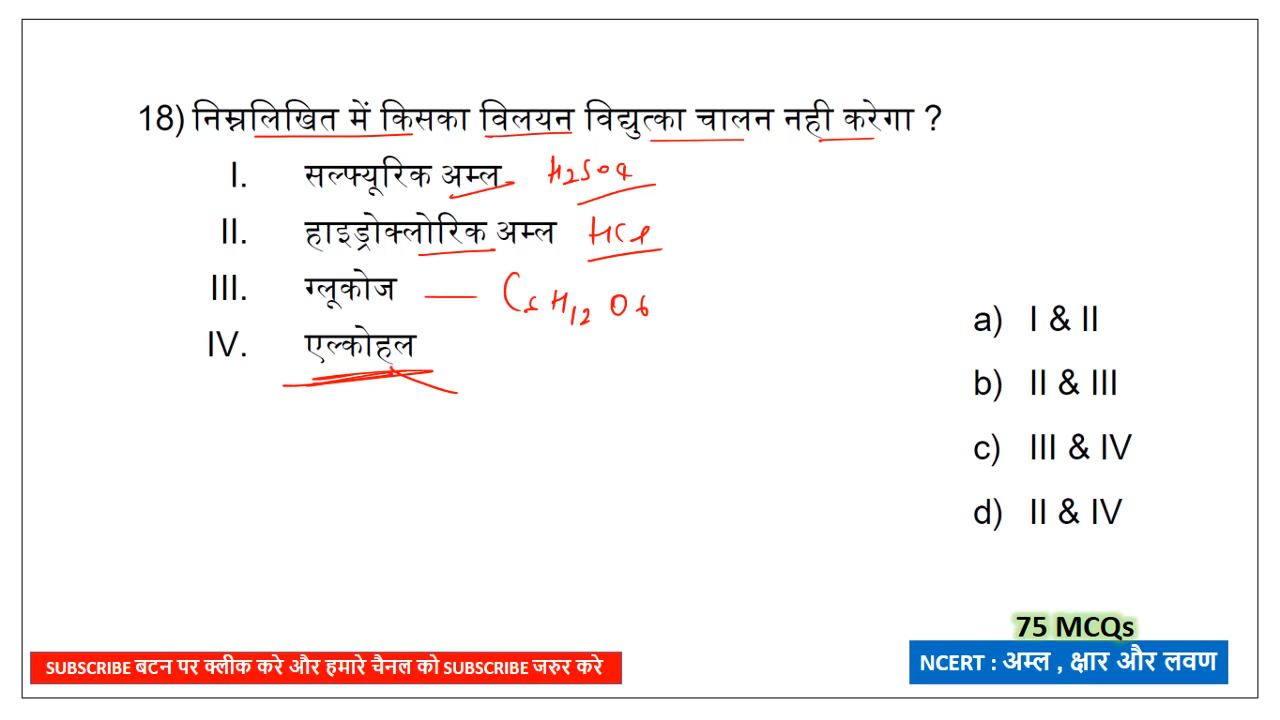 18) निम्नलिखित में किसका विलयन विद्युत्का चालन नही करेगा ?
I. सल्फ्यूरिक अम्ल H2SO4
II. हाइड्रोक्लोरिक अम्ल HCl
III. ग्लूकोज — C6H12O6
IV. एल्कोहल
a) I & II
b) II & III
c) III & IV
d) II & IV
75 MCQs
SUBSCRIBE बटन पर क्लीक करे और हमारे चैनल को SUBSCRIBE जरुर करे
NCERT : अम्ल , क्षार और लवण